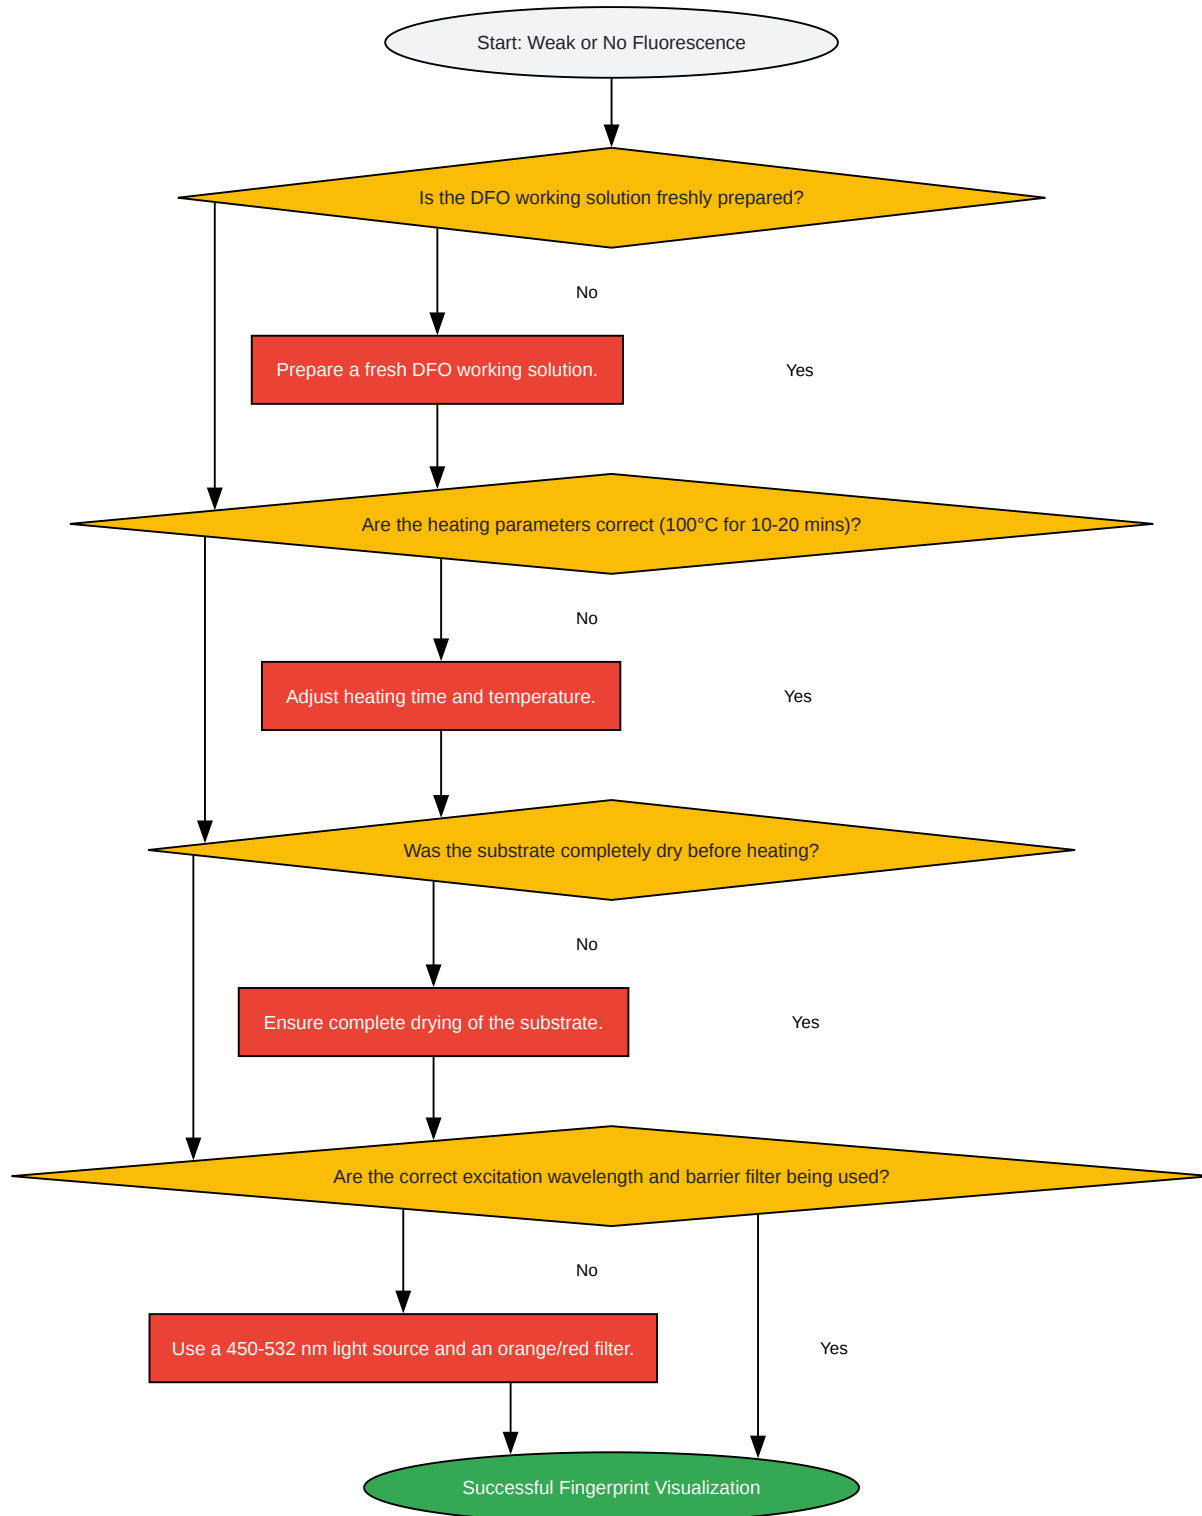 Start: Weak or No Fluorescence
Is the DFO working solution freshly prepared?
No
Prepare a fresh DFO working solution.
Yes
Are the heating parameters correct (100°C for 10-20 mins)?
No
Adjust heating time and temperature.
Yes
Was the substrate completely dry before heating?
No
Ensure complete drying of the substrate.
Yes
Are the correct excitation wavelength and barrier filter being used?
No
Use a 450-532 nm light source and an orange/red filter.
Yes
Successful Fingerprint Visualization